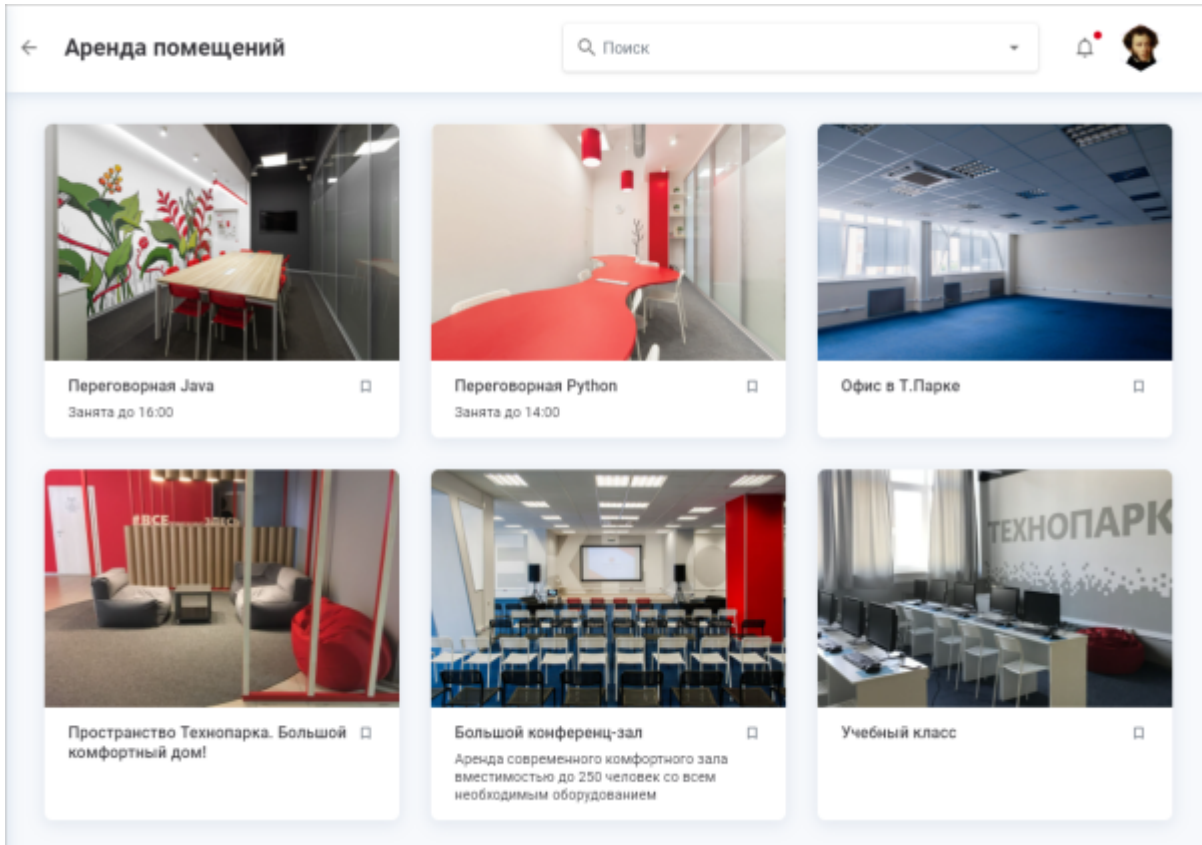 Аренда помещений
Поиск
Переговорная Java
Занята до 16:00
Переговорная Python
Занята до 14:00
Офис в Т.Парке
#ВСЕ ЗДЕСЬ
ТЕХНОПАРК
Пространство Технопарка. Большой
комфортный дом!
Большой конференц-зал
Аренда современного комфортного зала
вместимостью до 250 человек со всем
необходимым оборудованием
Учебный класс